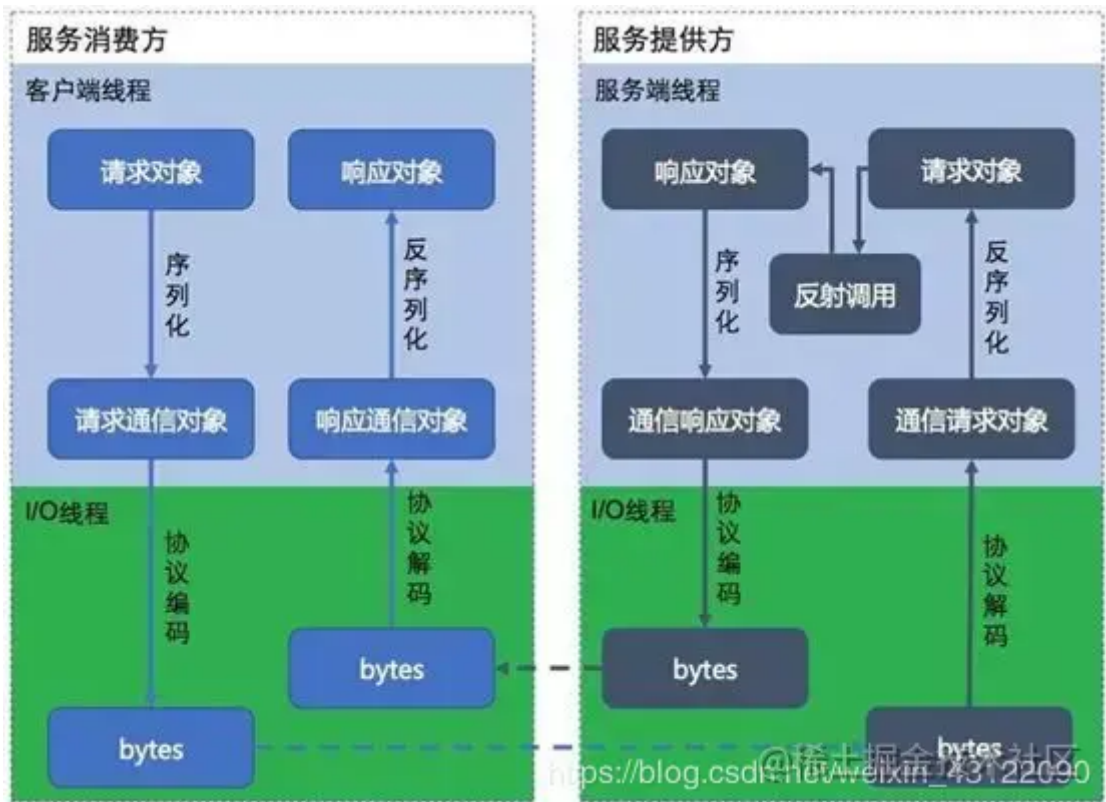 服务消费方
客户端线程
请求对象
响应对象
序列化
反序列化
请求通信对象
响应通信对象
I/O线程
协议编码
协议解码
bytes
bytes
服务提供方
服务端线程
响应对象
请求对象
反射调用
序列化
反序列化
通信响应对象
通信请求对象
I/O线程
协议编码
协议解码
bytes
bytes
@稀土掘金技术社区
https://blog.csdn.net/weixin_43122090